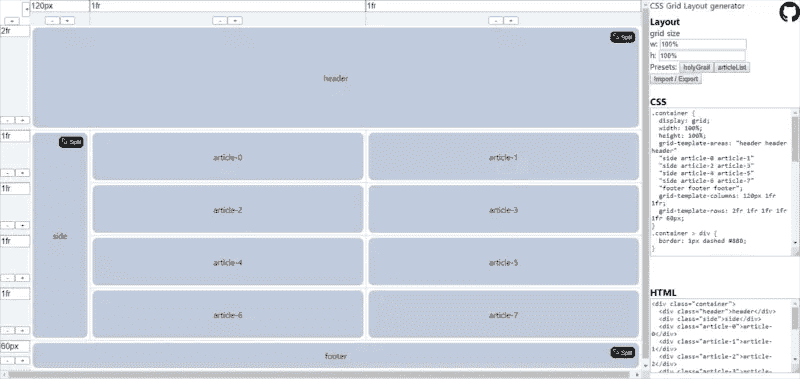 120px 1fr 1fr
- + - + - +
2fr
Split
header
- +
1fr
Split
article-0 article-1
- +
1fr
article-2 article-3
- +
side
1fr
article-4 article-5
- +
1fr
article-6 article-7
- +
60px
Split
footer
- +
CSS Grid Layout generator
Layout
grid size
w: 100%
h: 100%
Presets: holyGrail articleList
Import / Export
CSS
.container {
display: grid;
width: 100%;
height: 100%;
grid-template-areas: "header header
header"
"side article-0 article-1"
"side article-2 article-3"
"side article-4 article-5"
"side article-6 article-7"
"footer footer footer";
grid-template-columns: 120px 1fr
1fr;
grid-template-rows: 2fr 1fr 1fr 1fr
1fr 60px;
}
.container > div {
border: 1px dashed #888;
}
HTML
<div class="container">
<div class="header">header</div>
<div class="side">side</div>
<div class="article-0">article-
0</div>
<div class="article-1">article-
1</div>
<div class="article-2">article-
2</div>
<div class="article-3">article-